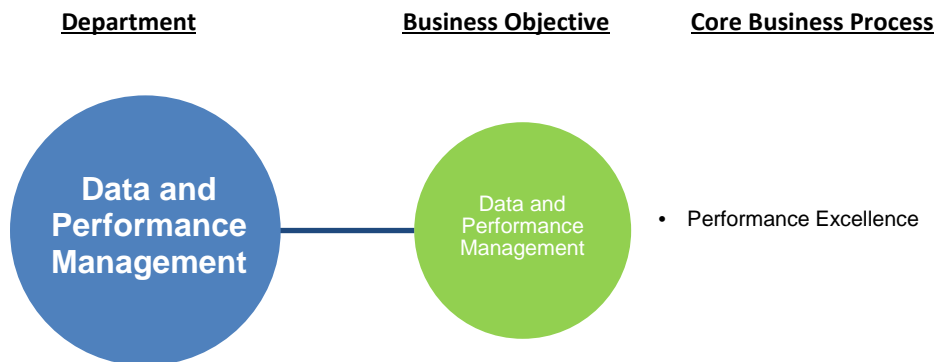 Department
Business Objective
Core Business Process
Data and
Performance
Management
Data and
Performance
Management
• Performance Excellence